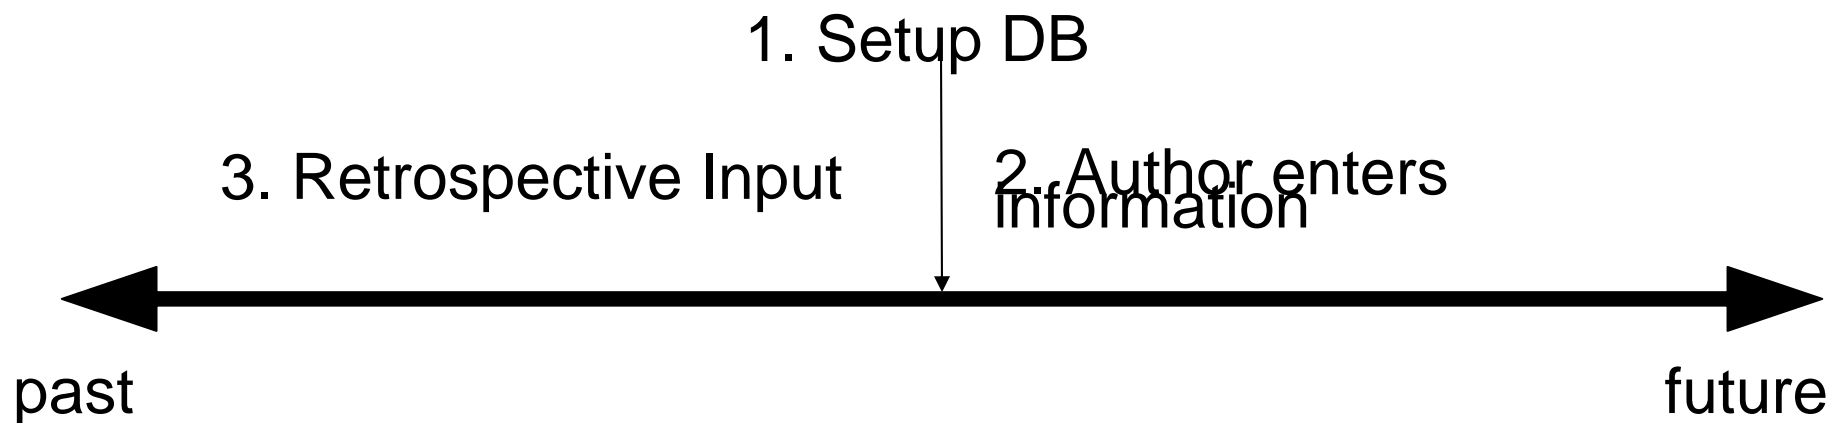 1. Setup DB
3. Retrospective Input
2. Author enters
information
past
future